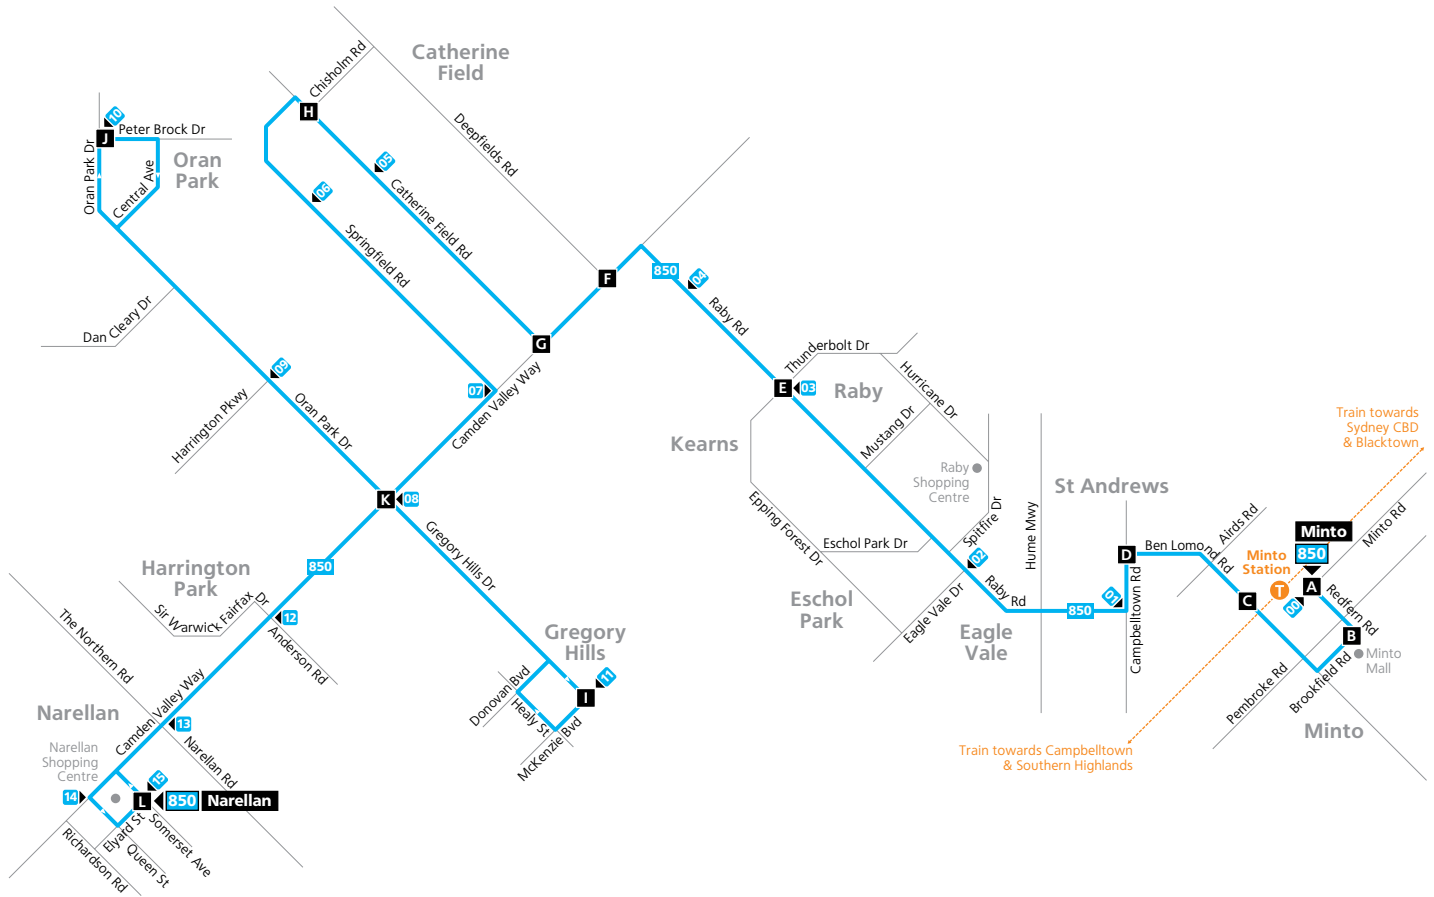 Catherine
Field
Chisholm Rd
H
10
J
Peter Brock Dr
Oran
Park
Oran Park Dr
Central Ave
05
06
Deepfields Rd
Catherine Field Rd
Springfield Rd
F
850
04
Raby Rd
Dan Cleary Dr
G
Thunderbolt Dr
09
07
Camden Valley Way
E
03
Raby
Hurricane Dr
Harrington Pkwy
Oran Park Dr
Mustang Dr
Kearns
Raby
Shopping
Centre
Train towards
Sydney CBD
& Blacktown
K
08
St Andrews
Epping Forest Dr
Spitfire Dr
Hume Mwy
Airds Rd
Minto Rd
Minto
850
Gregory Hills Dr
Eschol Park Dr
02
D
Ben Lomond Rd
Minto
Station
T
A
850
Harrington
Park
Raby Rd
850
01
Campbelltown Rd
C
00
Redfern Rd
Sir Warwick Fairfax Dr
12
Eschol
Park
Eagle Vale Dr
Eagle
Vale
B
Minto
Mall
The Northern Rd
Anderson Rd
Gregory
Hills
Donovan Bvd
11
I
Healy St
McKenzie Bvd
Pembroke Rd
Brookfield Rd
Minto
Narellan
Camden Valley Way
13
Narellan Rd
Narellan
Shopping
Centre
Train towards Campbelltown
& Southern Highlands
14
15
L
850
Narellan
Elyard St
Somerset Ave
Queen St
Richardson Rd